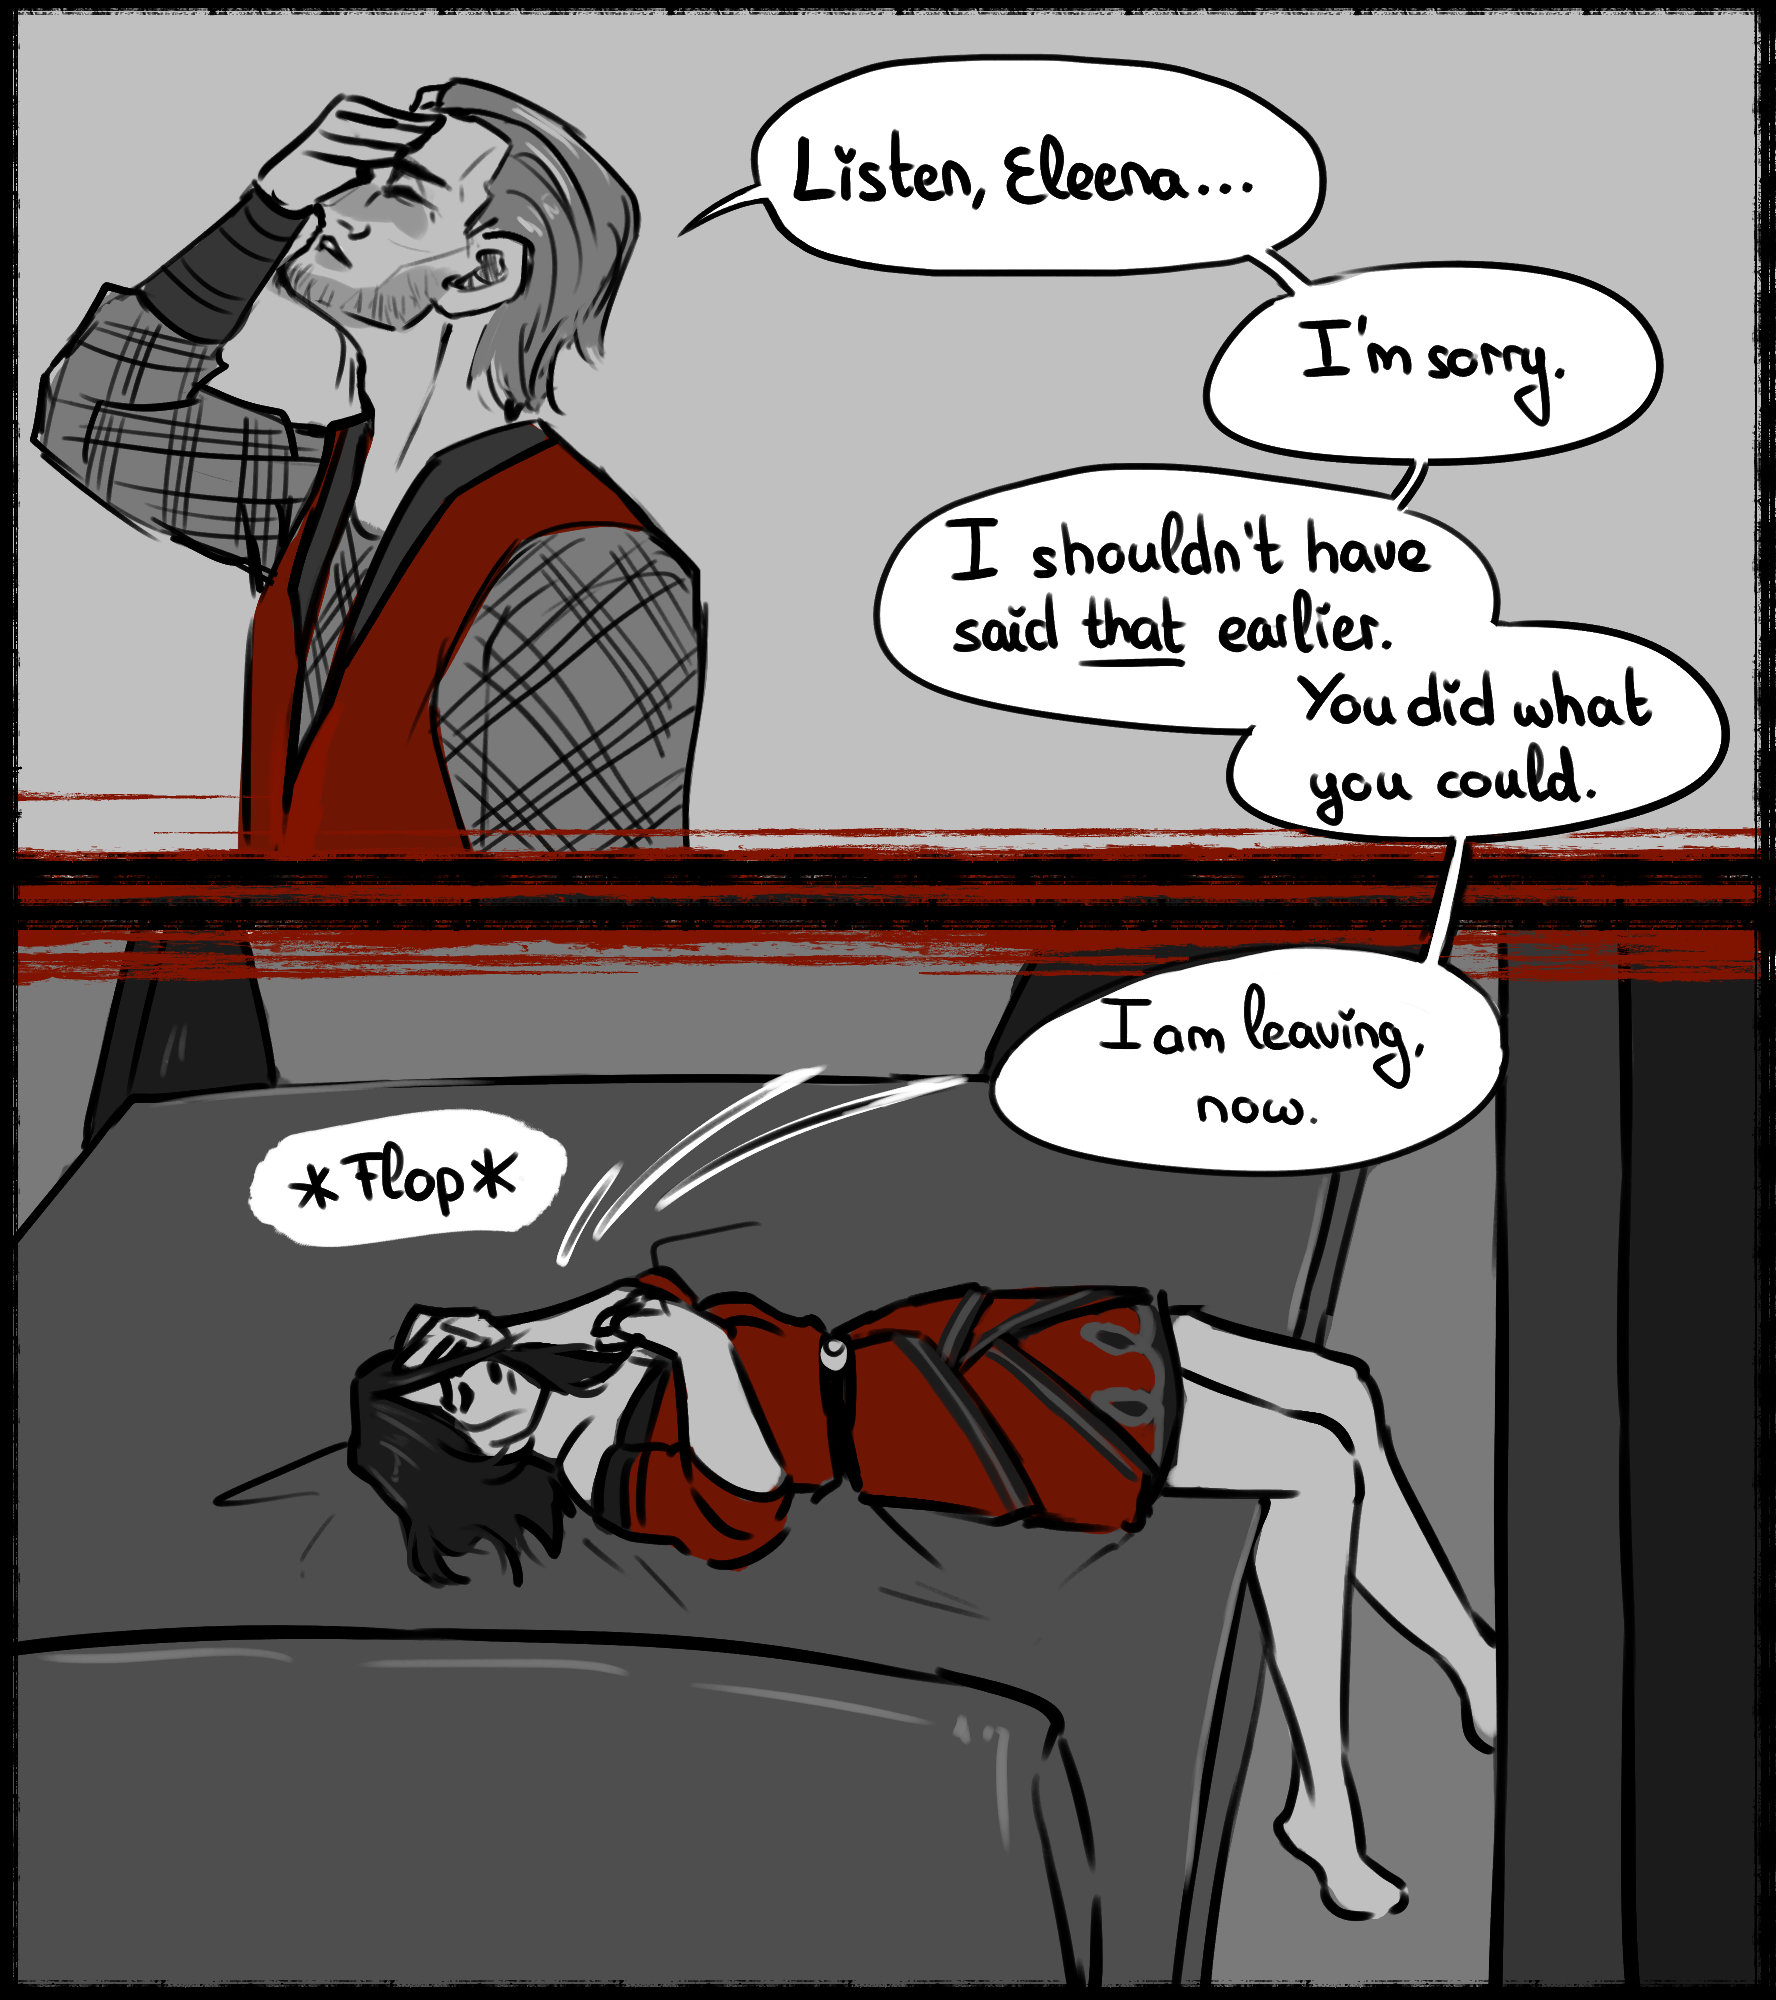 Listen, Eleena...
I'm sorry.
I shouldn't have
said that earlier.
You did what
you could.
I am leaving,
now.
*Flop*